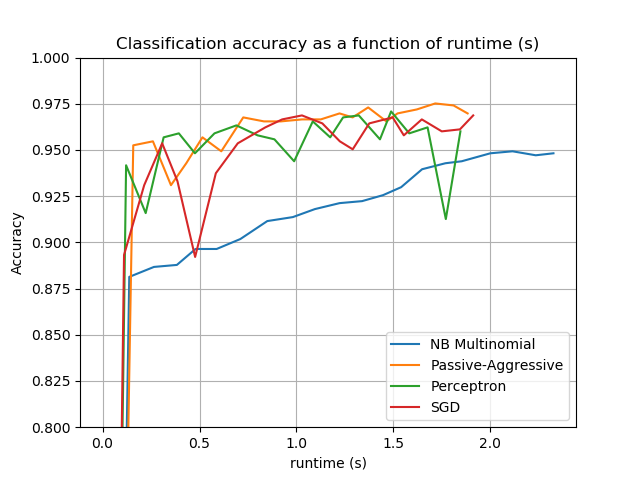 Classification accuracy as a function of runtime (s)
1.000
0.975
0.950
0.925
0.900
0.875
0.850
0.825
0.800
Accuracy
NB Multinomial
Passive-Aggressive
Perceptron
SGD
0.0 0.5 1.0 1.5 2.0
runtime (s)